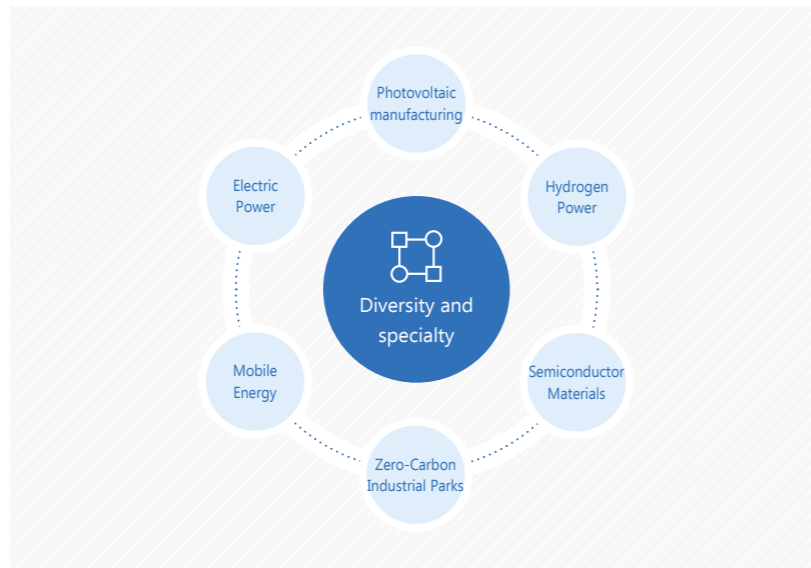 Photovoltaic
manufacturing
Electric
Power
Hydrogen
Power
Diversity and
specialty
Mobile
Energy
Semiconductor
Materials
Zero-Carbon
Industrial Parks